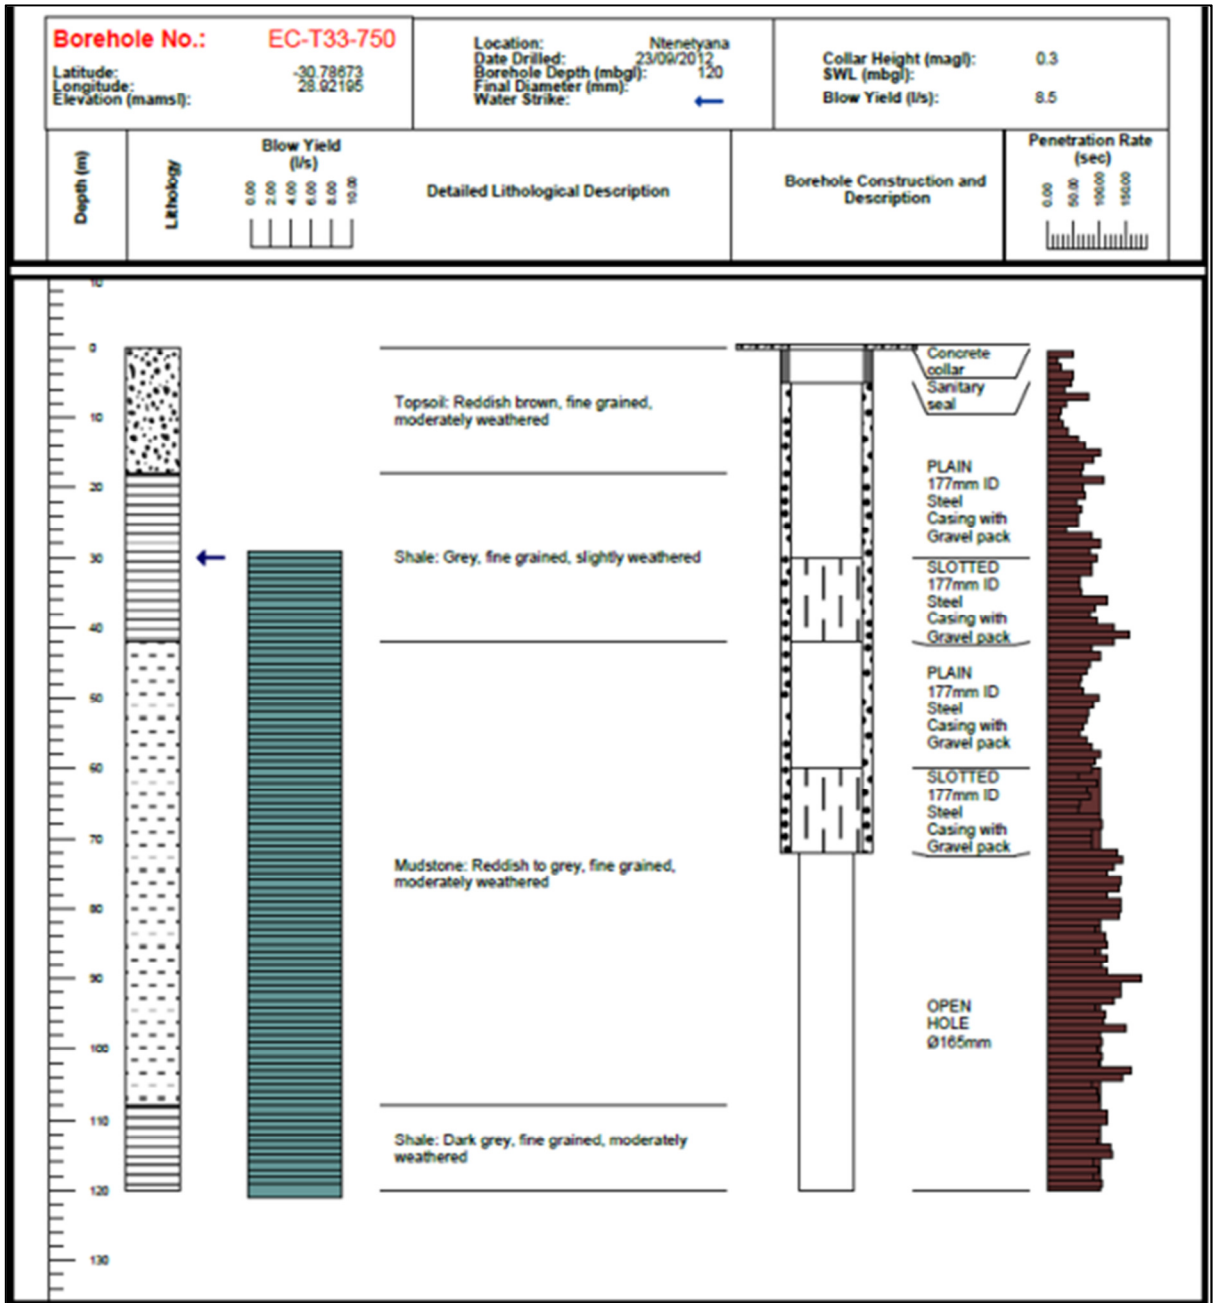 Borehole No.: EC-T33-750
Latitude: -30.78673
Longitude: 28.92195
Elevation (mamsl):
Location: Ntenetyana
Date Drilled: 23/09/2012
Borehole Depth (mbgl): 120
Final Diameter (mm):
Water Strike:
Collar Height (magl): 0.3
SWL (mbgl):
Blow Yield (l/s): 8.5
Depth (m)
Lithology
Blow Yield
(l/s)
0.00 2.00 4.00 6.00 8.00 10.00
Detailed Lithological Description
Borehole Construction and
Description
Penetration Rate
(sec)
0.00 50.00 100.00 150.00
10
0
Concrete
collar
Sanitary
seal
Topsoil: Reddish brown, fine grained,
moderately weathered
10
PLAIN
177mm ID
Steel
Casing with
Gravel pack
20
Shale: Grey, fine grained, slightly weathered
30
SLOTTED
177mm ID
Steel
Casing with
Gravel pack
40
PLAIN
177mm ID
Steel
Casing with
Gravel pack
50
60
SLOTTED
177mm ID
Steel
Casing with
Gravel pack
70
Mudstone: Reddish to grey, fine grained,
moderately weathered
80
90
OPEN
HOLE
Ø165mm
100
110
Shale: Dark grey, fine grained, moderately
weathered
120
130